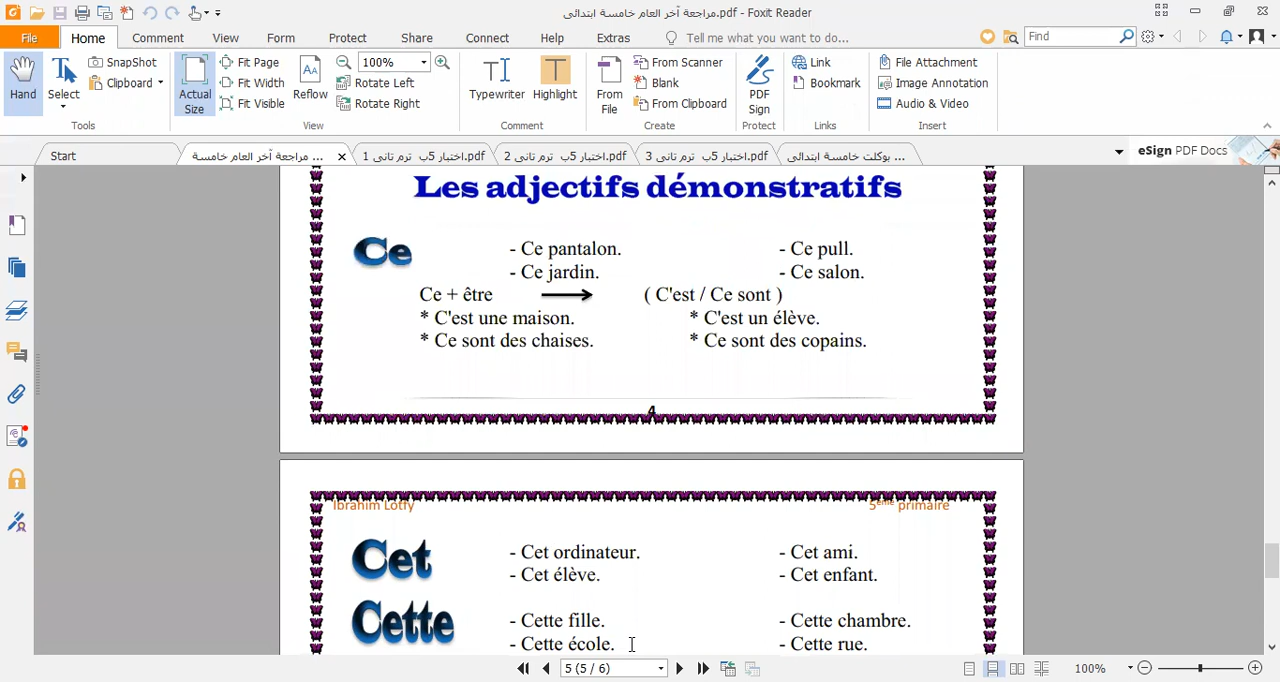 مراجعة آخر العام خامسة ابتدائى.pdf - Foxit Reader
File Home Comment View Form Protect Share Connect Help Extras Tell me what you want to do... Find
Hand
Select
SnapShot
Clipboard
Actual Size
Fit Page
Fit Width
Fit Visible
Reflow
100%
Rotate Left
Rotate Right
Typewriter
Highlight
From File
From Scanner
Blank
From Clipboard
PDF Sign
Link
Bookmark
File Attachment
Image Annotation
Audio & Video
Tools View Comment Create Protect Links Insert
Start
مراجعة آخر العام خامسة ...
اختبار 5ب ترم تانى 1.pdf
اختبار 5ب ترم تانى 2.pdf
اختبار 5ب ترم تانى 3.pdf
بوكلت خامسة ابتدائى ...
eSign PDF Docs
Les adjectifs démonstratifs
Ce - Ce pantalon. - Ce pull.
- Ce jardin. - Ce salon.
Ce + être ( C'est / Ce sont )
* C'est une maison. * C'est un élève.
* Ce sont des chaises. * Ce sont des copains.
4
Ibrahim Lotfy 5ème primaire
Cet - Cet ordinateur. - Cet ami.
- Cet élève. - Cet enfant.
Cette - Cette fille. - Cette chambre.
- Cette école. - Cette rue.
5 (5 / 6) 100%